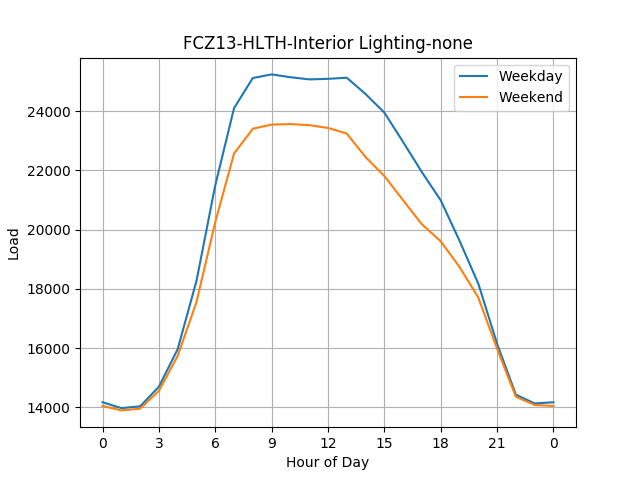 FCZ13-HLTH-Interior Lighting-none
Weekday
Weekend
Load
24000
22000
20000
18000
16000
14000
0 3 6 9 12 15 18 21 0
Hour of Day